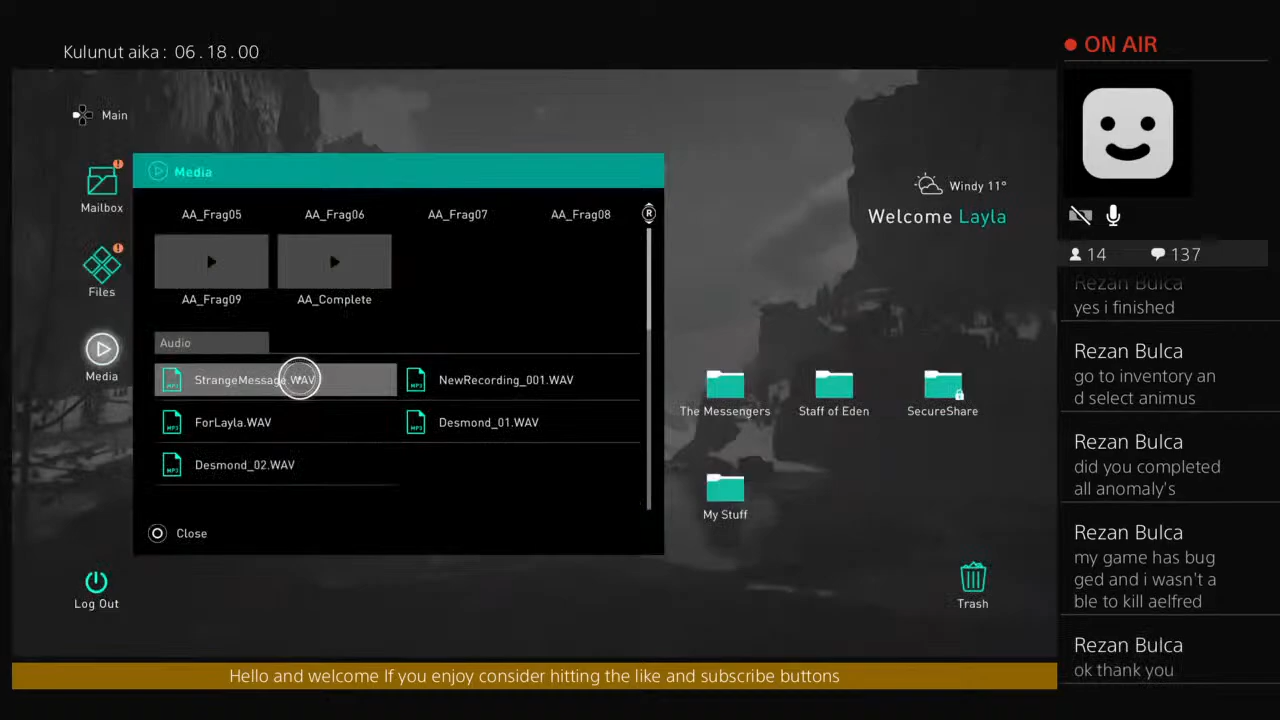 Kulunut aika : 06.18.00
Main
Mailbox
Files
Media
Log Out
Media
AA_Frag05
AA_Frag06
AA_Frag07
AA_Frag08
R
AA_Frag09
AA_Complete
Audio
MP3
StrangeMessage.WAV
MP3
NewRecording_001.WAV
MP3
ForLayla.WAV
MP3
Desmond_01.WAV
MP3
Desmond_02.WAV
Close
Windy 11°
Welcome Layla
The Messengers
Staff of Eden
SecureShare
My Stuff
Trash
Hello and welcome If you enjoy consider hitting the like and subscribe buttons
ON AIR
14
137
Rezan Bulca
yes i finished
Rezan Bulca
go to inventory an
d select animus
Rezan Bulca
did you completed
all anomaly's
Rezan Bulca
my game has bug
ged and i wasn't a
ble to kill aelfred
Rezan Bulca
ok thank you